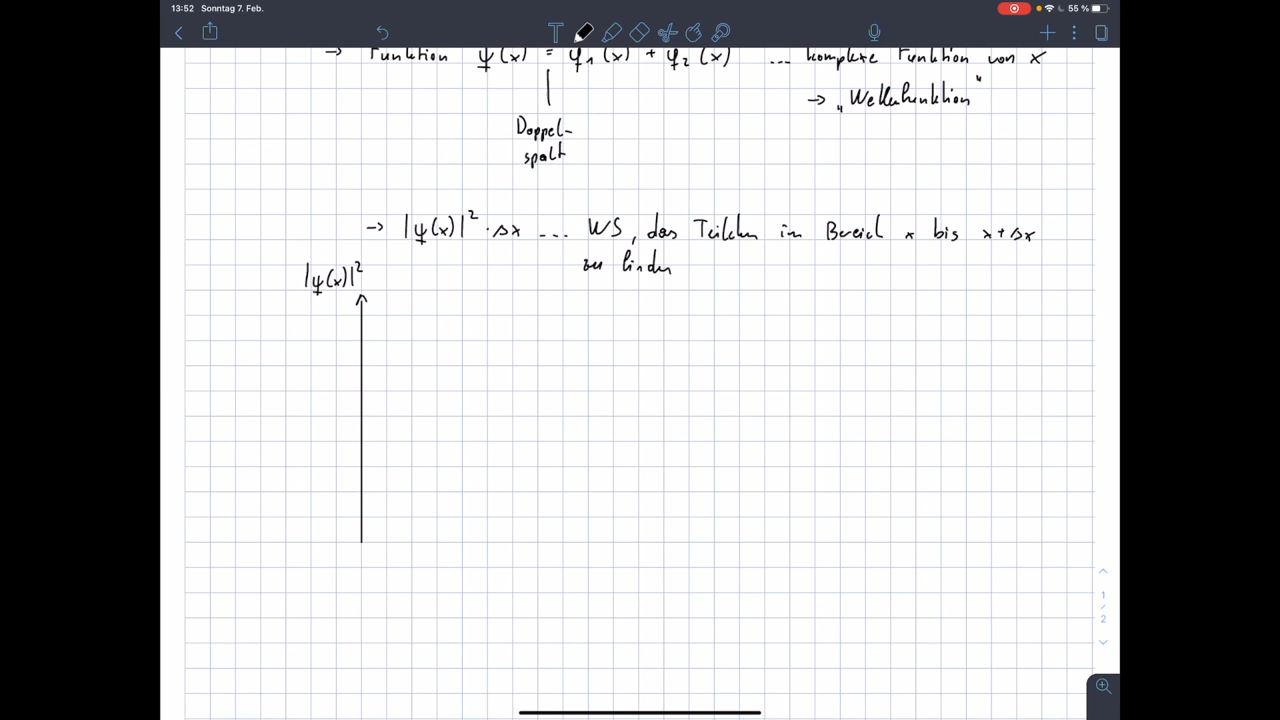 13:52 Sonntag 7. Feb. 55 %
→ Funktion ψ(x) = φ₁(x) + φ₂(x) ... komplexe Funktion von x
→ „Wellenfunktion"
Doppel-
spalt
→ |ψ(x)|² · Δx ... WS, das Teilchen im Bereich x bis x+Δx
zu finden
|ψ(x)|²
1
/
2